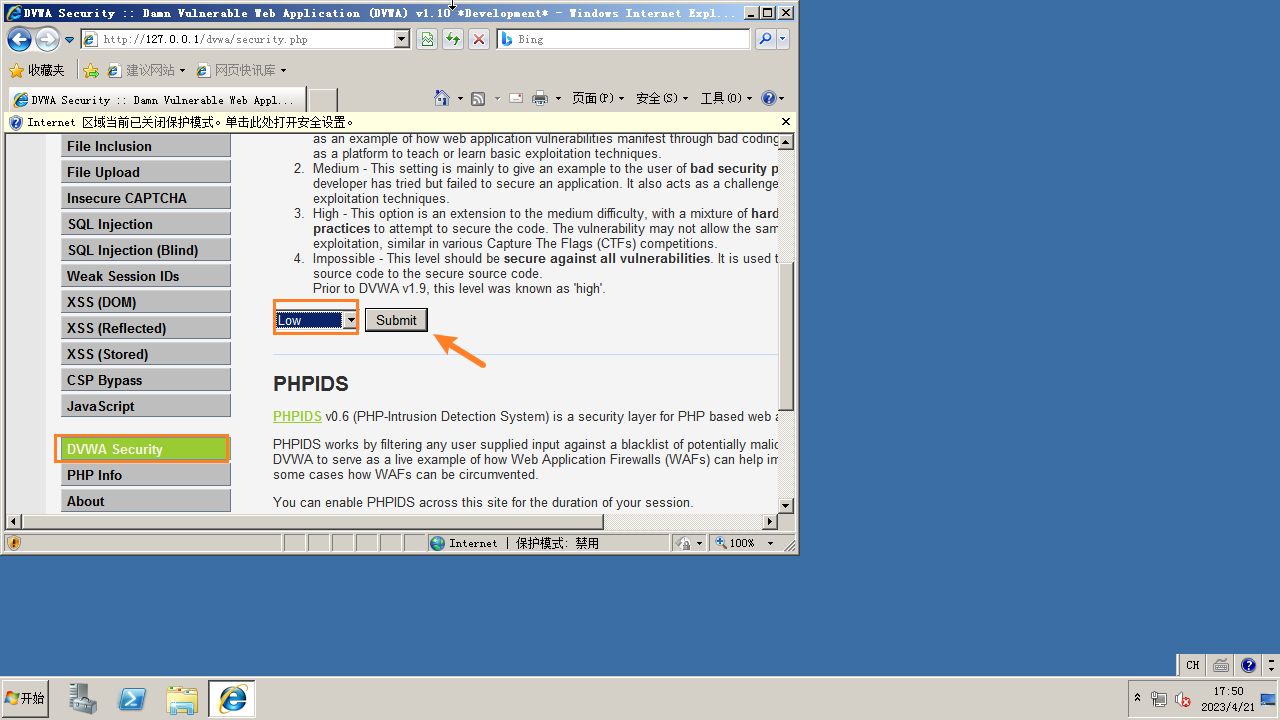 DVWA Security :: Damn Vulnerable Web Application (DVWA) v1.10 *Development* - Windows Internet Expl...
http://127.0.0.1/dvwa/security.php
Bing
收藏夹
建议网站
网页快讯库
DVWA Security :: Damn Vulnerable Web Appl...
页面(P)
安全(S)
工具(O)
Internet 区域当前已关闭保护模式。单击此处打开安全设置。
File Inclusion
File Upload
Insecure CAPTCHA
SQL Injection
SQL Injection (Blind)
Weak Session IDs
XSS (DOM)
XSS (Reflected)
XSS (Stored)
CSP Bypass
JavaScript
DVWA Security
PHP Info
About
as an example of how web application vulnerabilities manifest through bad coding
as a platform to teach or learn basic exploitation techniques.
2. Medium - This setting is mainly to give an example to the user of bad security p
developer has tried but failed to secure an application. It also acts as a challenge
exploitation techniques.
3. High - This option is an extension to the medium difficulty, with a mixture of hard
practices to attempt to secure the code. The vulnerability may not allow the sam
exploitation, similar in various Capture The Flags (CTFs) competitions.
4. Impossible - This level should be secure against all vulnerabilities. It is used t
source code to the secure source code.
Prior to DVWA v1.9, this level was known as 'high'.
Low
Submit
PHPIDS
PHPIDS v0.6 (PHP-Intrusion Detection System) is a security layer for PHP based web a
PHPIDS works by filtering any user supplied input against a blacklist of potentially malic
DVWA to serve as a live example of how Web Application Firewalls (WAFs) can help im
some cases how WAFs can be circumvented.
You can enable PHPIDS across this site for the duration of your session.
Internet | 保护模式: 禁用
100%
CH
开始
17:50
2023/4/21